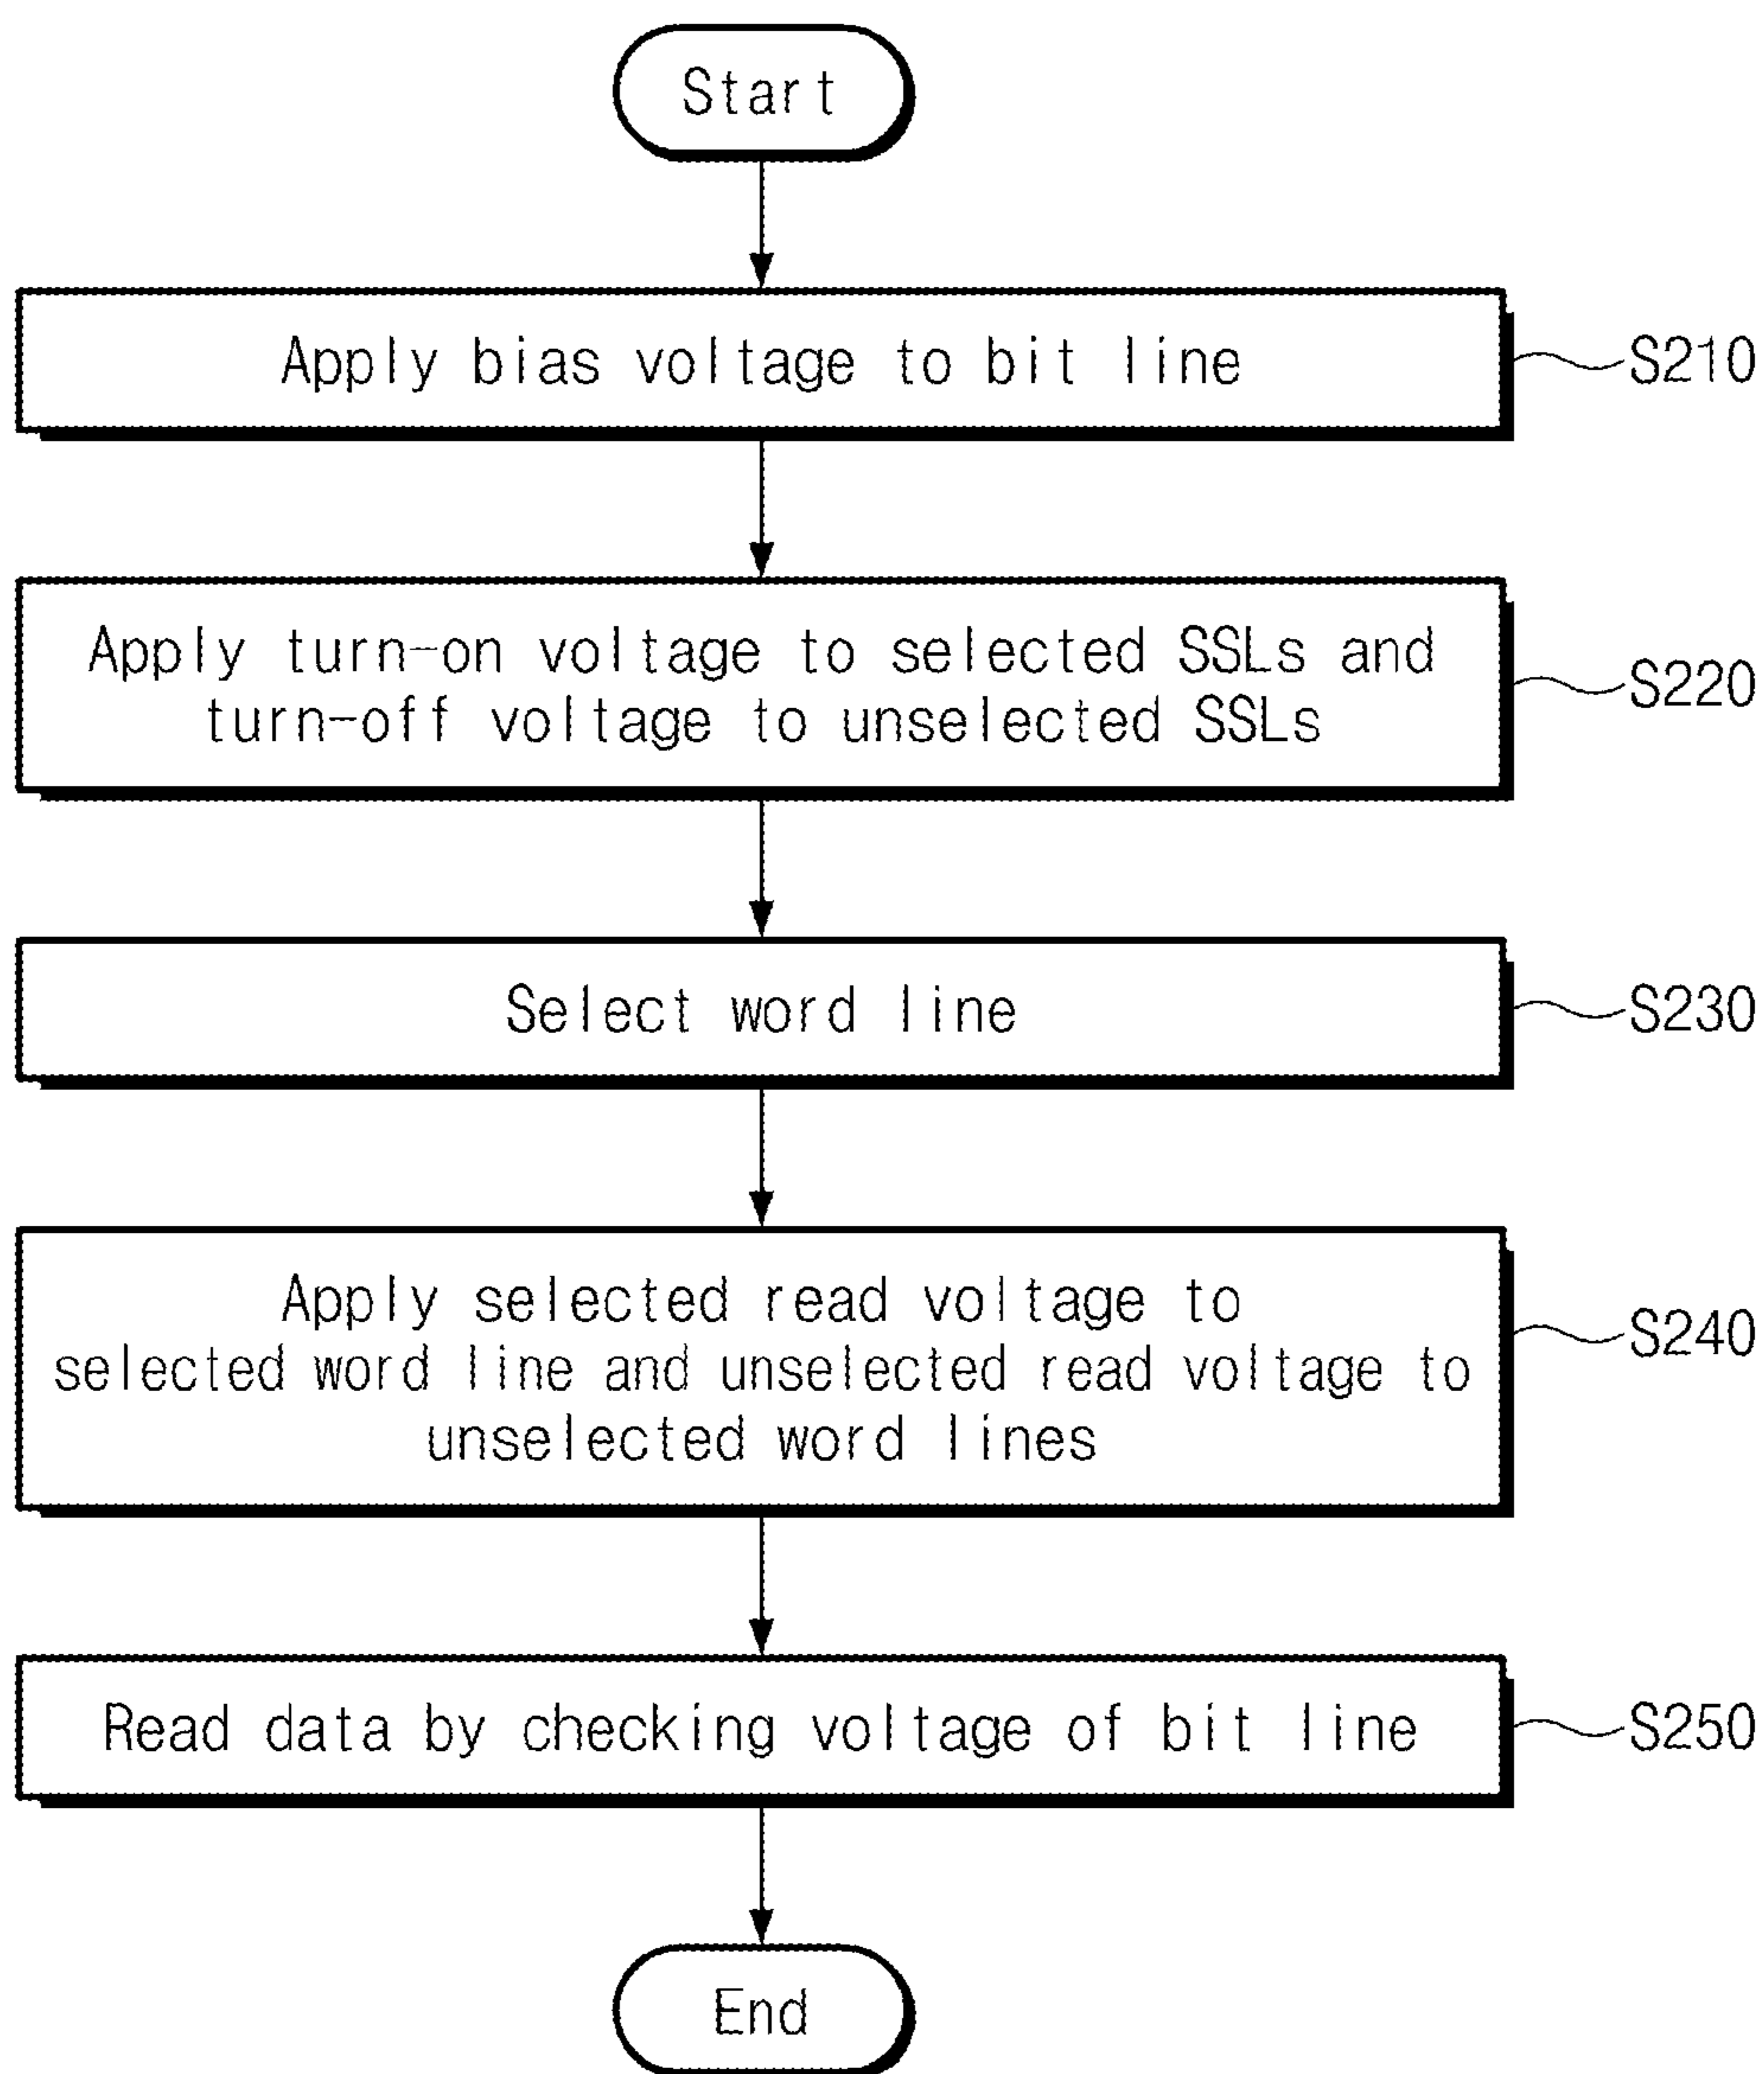 Start
Apply bias voltage to bit line
S210
Apply turn-on voltage to selected SSLs and
turn-off voltage to unselected SSLs
S220
Select word line
S230
Apply selected read voltage to
selected word line and unselected read voltage to
unselected word lines
S240
Read data by checking voltage of bit line
S250
End